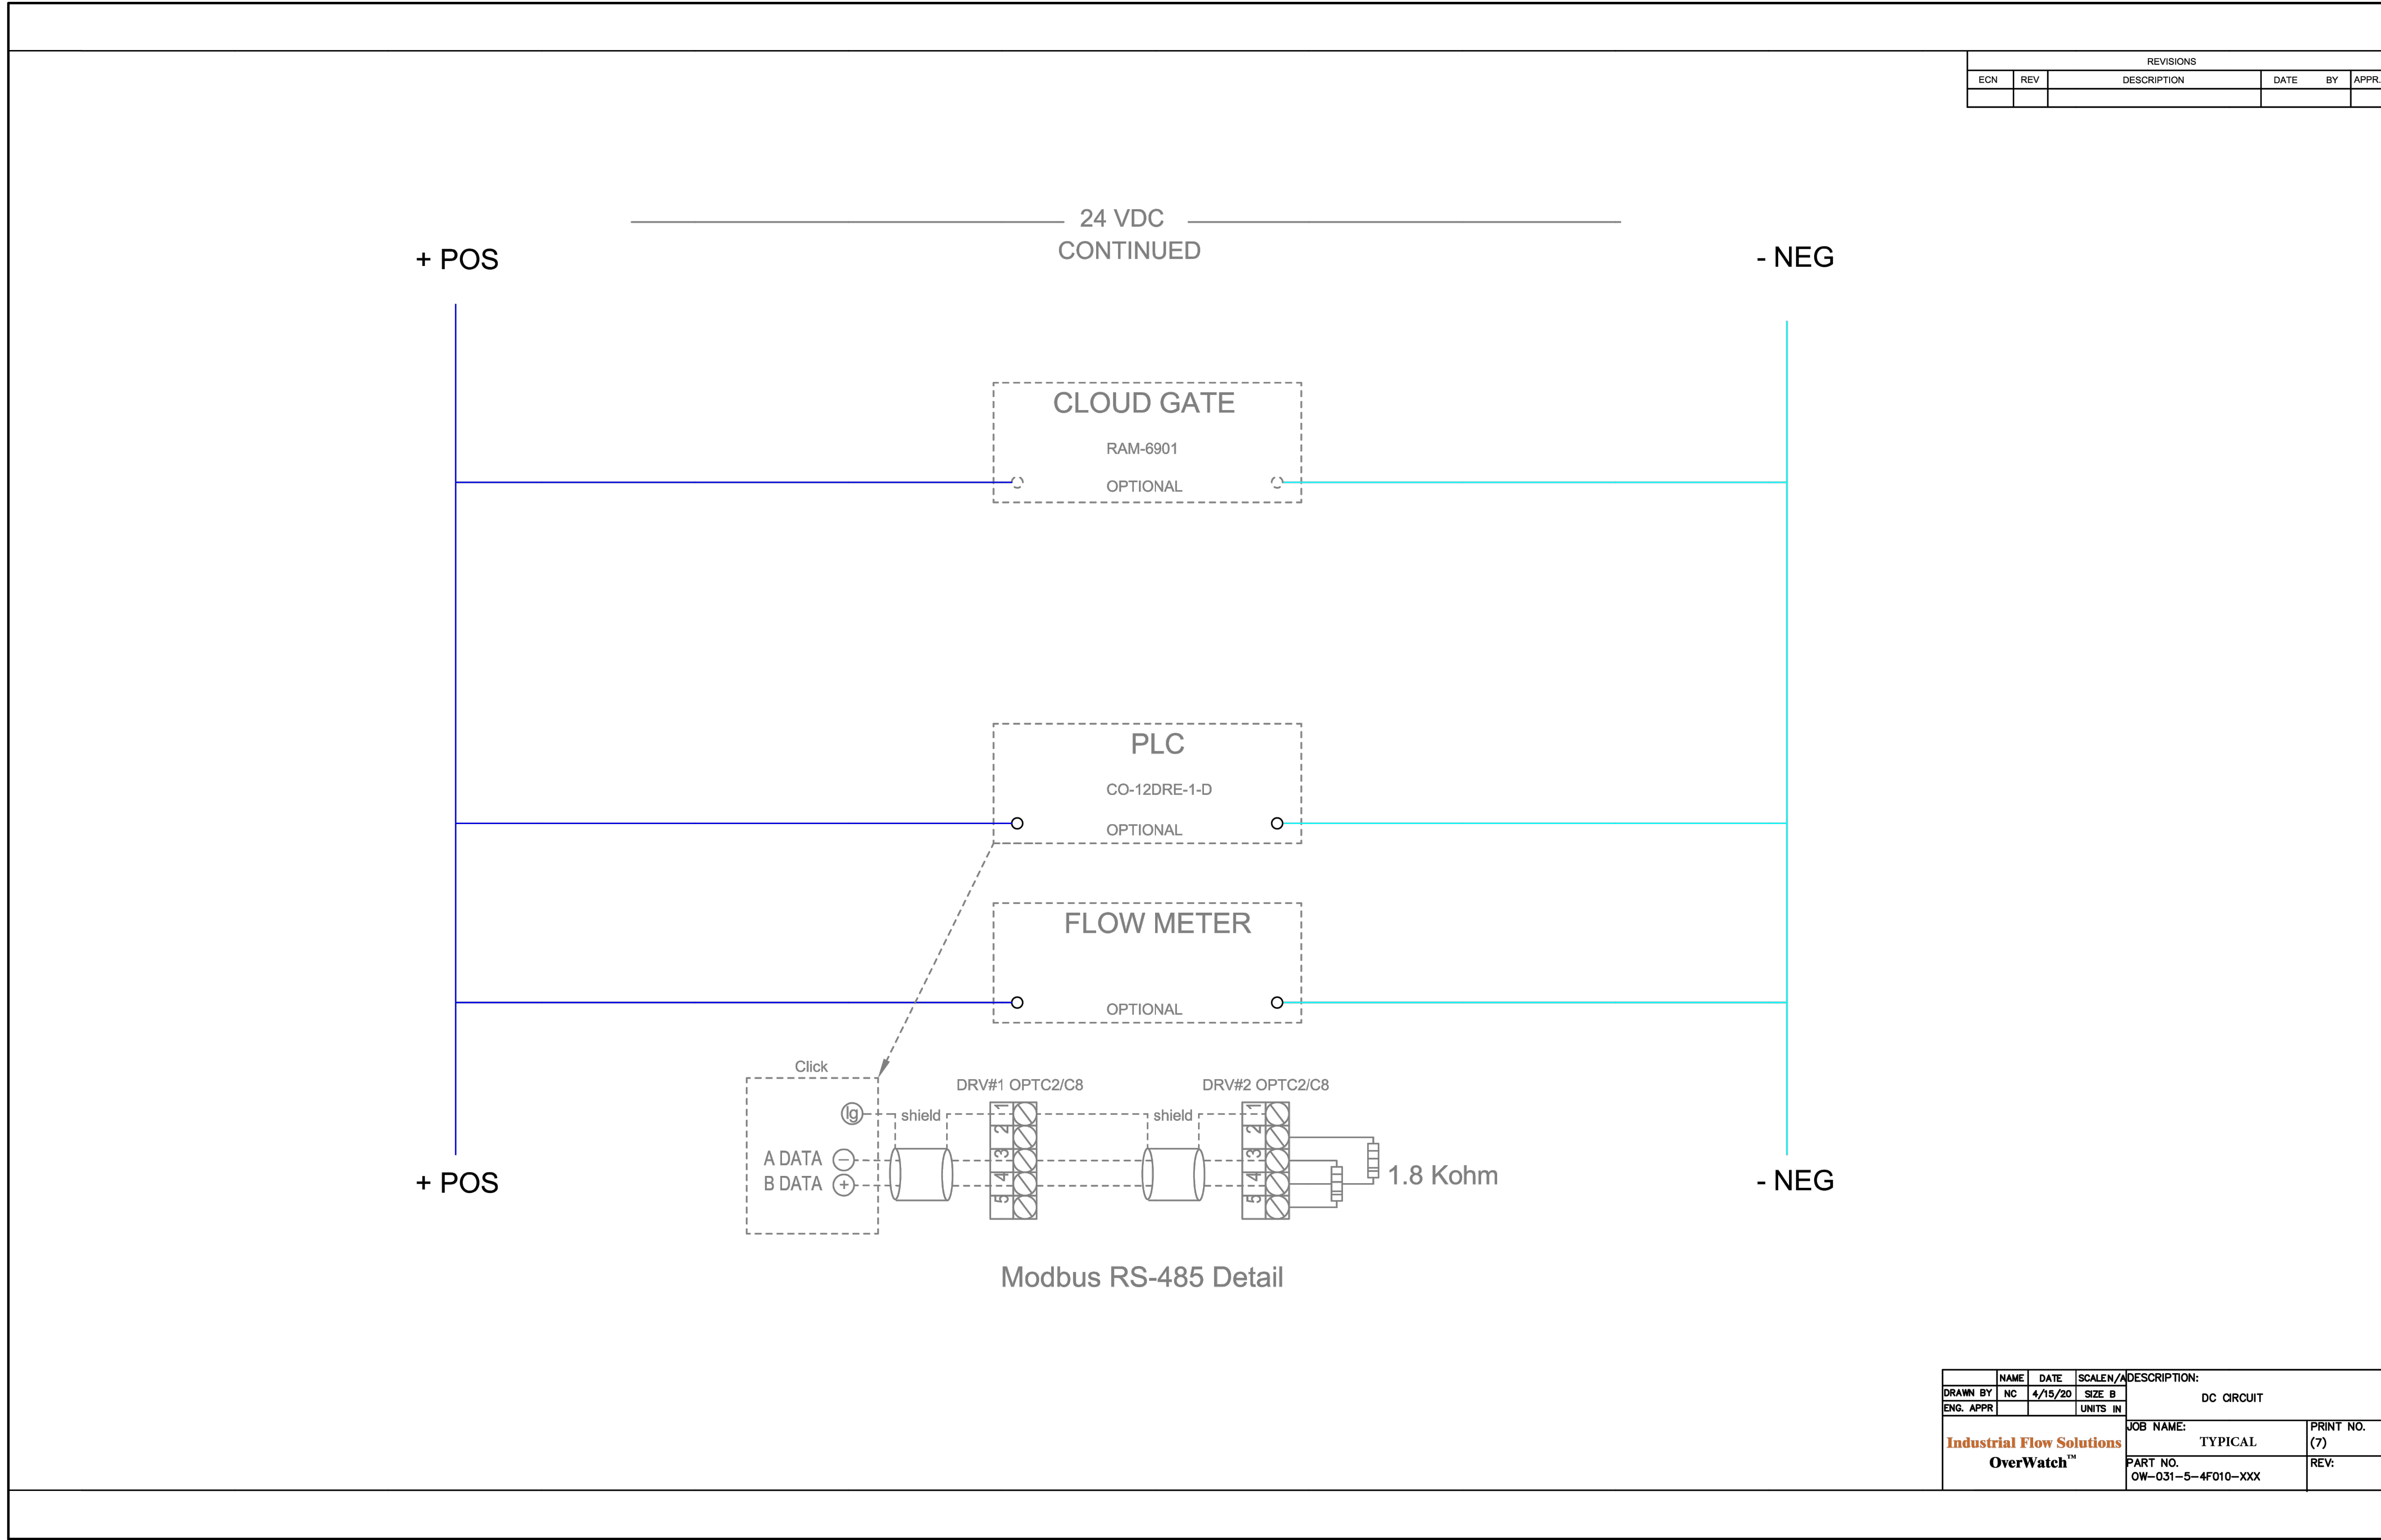 REVISIONS
ECN REV DESCRIPTION DATE BY APPR.
24 VDC
CONTINUED
+ POS
- NEG
CLOUD GATE
RAM-6901
OPTIONAL
PLC
CO-12DRE-1-D
OPTIONAL
FLOW METER
OPTIONAL
Click
DRV#1 OPTC2/C8
DRV#2 OPTC2/C8
lg
shield
1
shield
1
2
2
A DATA −
3
3
B DATA +
4
4
1.8 Kohm
5
5
+ POS
- NEG
Modbus RS-485 Detail
NAME DATE SCALE N/A DESCRIPTION:
DRAWN BY NC 4/15/20 SIZE B
DC CIRCUIT
ENG. APPR UNITS IN
JOB NAME:
PRINT NO.
Industrial Flow Solutions
TYPICAL
(7)
OverWatch™
PART NO.
REV:
OW-031-5-4F010-XXX